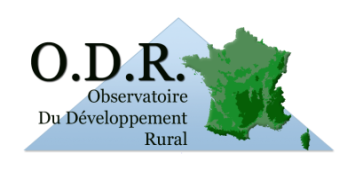 O.D.R.
Observatoire
Du Développement
Rural